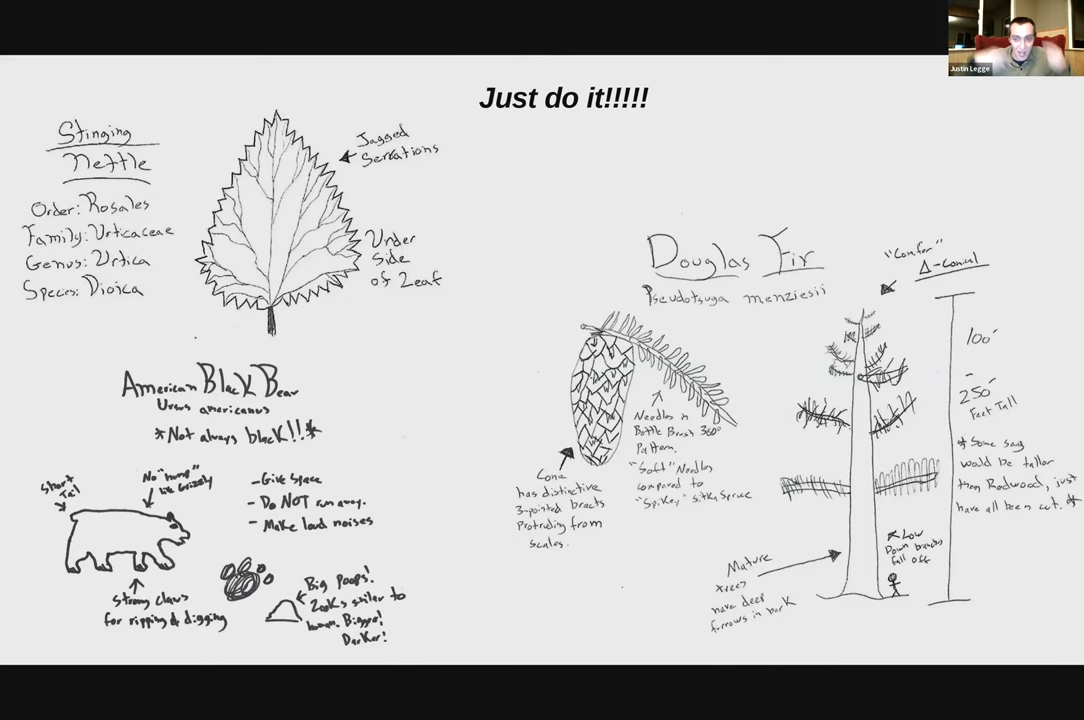 Justin Legge
Just do it!!!!!
Stinging
Nettle
Order: Rosales
Family: Urticaceae
Genus: Urtica
Species: Dioica
Jagged
Serrations
Under
Side
of Leaf
American Black Bear
Ursus americanus
*Not always black!!*
Short
Tail
No "hump"
like Grizzly
- Give Space
- Do NOT run away.
- Make loud noises
Strong claws
for ripping & digging
Big Poops!
Looks similar to
human. Bigger!
Darker!
Douglas Fir
Pseudotsuga menziesii
Cone
has distinctive
3-pointed bracts
Protruding from
scales.
Needles in
Bottle Brush 360°
Pattern.
"Soft" Needles
compared to
"Spikey" Sitka Spruce
"Conifer"
Δ-Conial
100'
-
250'
Feet Tall
* Some say
would be taller
then Redwood, just
have all been cut. *
Low
Down branches
fall off
Mature
trees
have deep
furrows in bark